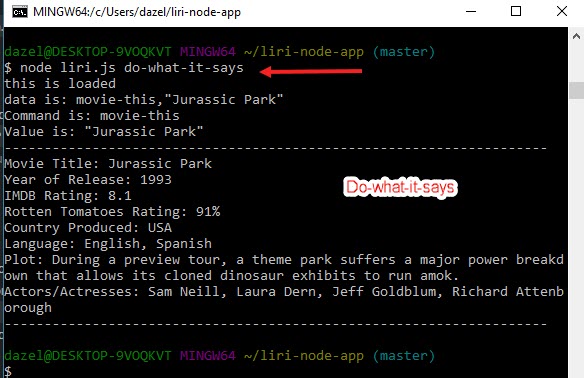 MINGW64:/c/Users/dazel/liri-node-app
dazel@DESKTOP-9VOQKVT MINGW64 ~/liri-node-app (master)
$ node liri.js do-what-it-says
this is loaded
data is: movie-this,"Jurassic Park"
Command is: movie-this
Value is: "Jurassic Park"
--------------------------------------------------------------------
Movie Title: Jurassic Park
Year of Release: 1993
IMDB Rating: 8.1
Do-what-it-says
Rotten Tomatoes Rating: 91%
Country Produced: USA
Language: English, Spanish
Plot: During a preview tour, a theme park suffers a major power breakd
own that allows its cloned dinosaur exhibits to run amok.
Actors/Actresses: Sam Neill, Laura Dern, Jeff Goldblum, Richard Attenb
orough
--------------------------------------------------------------------
dazel@DESKTOP-9VOQKVT MINGW64 ~/liri-node-app (master)
$